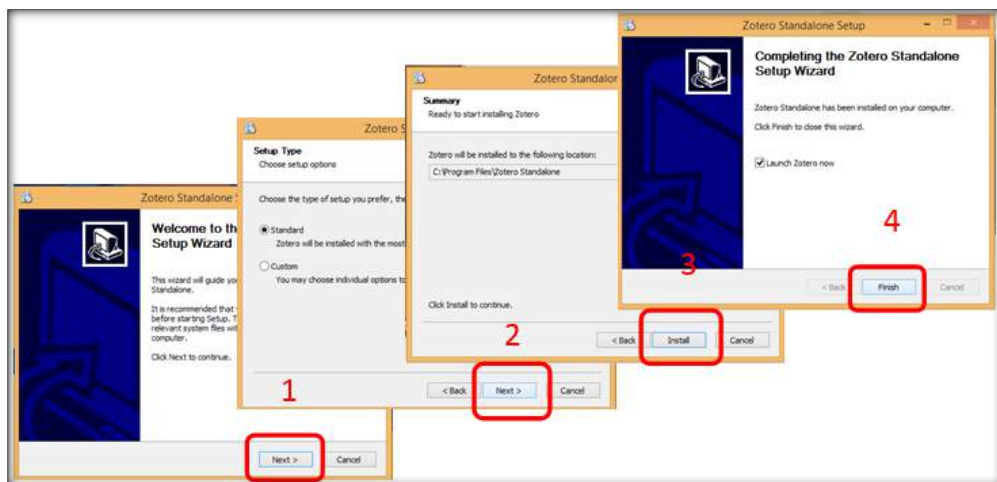 Zotero Standalone S
Welcome to th
Setup Wizard
This wizard will guide you
Standalone.
It is recommended that
before starting Setup. T
relevant system files wit
computer.
Click Next to continue.
1
Next >
Cancel
Zotero S
Setup Type
Choose setup options
Choose the type of setup you prefer, the
Standard
Zotero will be installed with the most
Custom
You may choose individual options to
2
< Back
Next >
Cancel
Zotero Standalon
Summary
Ready to start installing Zotero
Zotero will be installed to the following location:
C:\Program Files\Zotero Standalone
Click Install to continue.
3
< Back
Install
Cancel
Zotero Standalone Setup
Completing the Zotero Standalone
Setup Wizard
Zotero Standalone has been installed on your computer.
Click Finish to close this wizard.
Launch Zotero now
4
< Back
Finish
Cancel